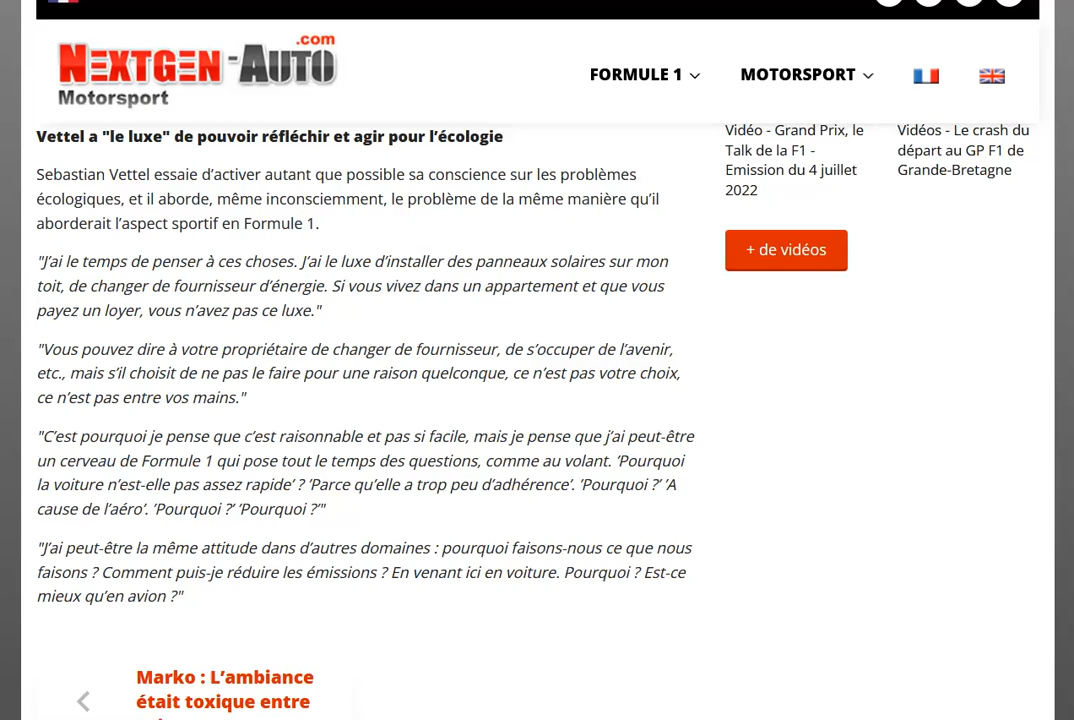 .com
NEXTGEN-AUTO
Motorsport
FORMULE 1
MOTORSPORT
Vettel a "le luxe" de pouvoir réfléchir et agir pour l’écologie
Sebastian Vettel essaie d’activer autant que possible sa conscience sur les problèmes
écologiques, et il aborde, même inconsciemment, le problème de la même manière qu’il
aborderait l’aspect sportif en Formule 1.
"J’ai le temps de penser à ces choses. J’ai le luxe d’installer des panneaux solaires sur mon
toit, de changer de fournisseur d’énergie. Si vous vivez dans un appartement et que vous
payez un loyer, vous n’avez pas ce luxe."
"Vous pouvez dire à votre propriétaire de changer de fournisseur, de s’occuper de l’avenir,
etc., mais s’il choisit de ne pas le faire pour une raison quelconque, ce n’est pas votre choix,
ce n’est pas entre vos mains."
"C’est pourquoi je pense que c’est raisonnable et pas si facile, mais je pense que j’ai peut-être
un cerveau de Formule 1 qui pose tout le temps des questions, comme au volant. ’Pourquoi
la voiture n’est-elle pas assez rapide’ ? ’Parce qu’elle a trop peu d’adhérence’. ’Pourquoi ?’ ’A
cause de l’aéro’. ’Pourquoi ?’ ’Pourquoi ?’"
"J’ai peut-être la même attitude dans d’autres domaines : pourquoi faisons-nous ce que nous
faisons ? Comment puis-je réduire les émissions ? En venant ici en voiture. Pourquoi ? Est-ce
mieux qu’en avion ?"
Vidéo - Grand Prix, le
Talk de la F1 -
Emission du 4 juillet
2022
Vidéos - Le crash du
départ au GP F1 de
Grande-Bretagne
+ de vidéos
Marko : L’ambiance
était toxique entre